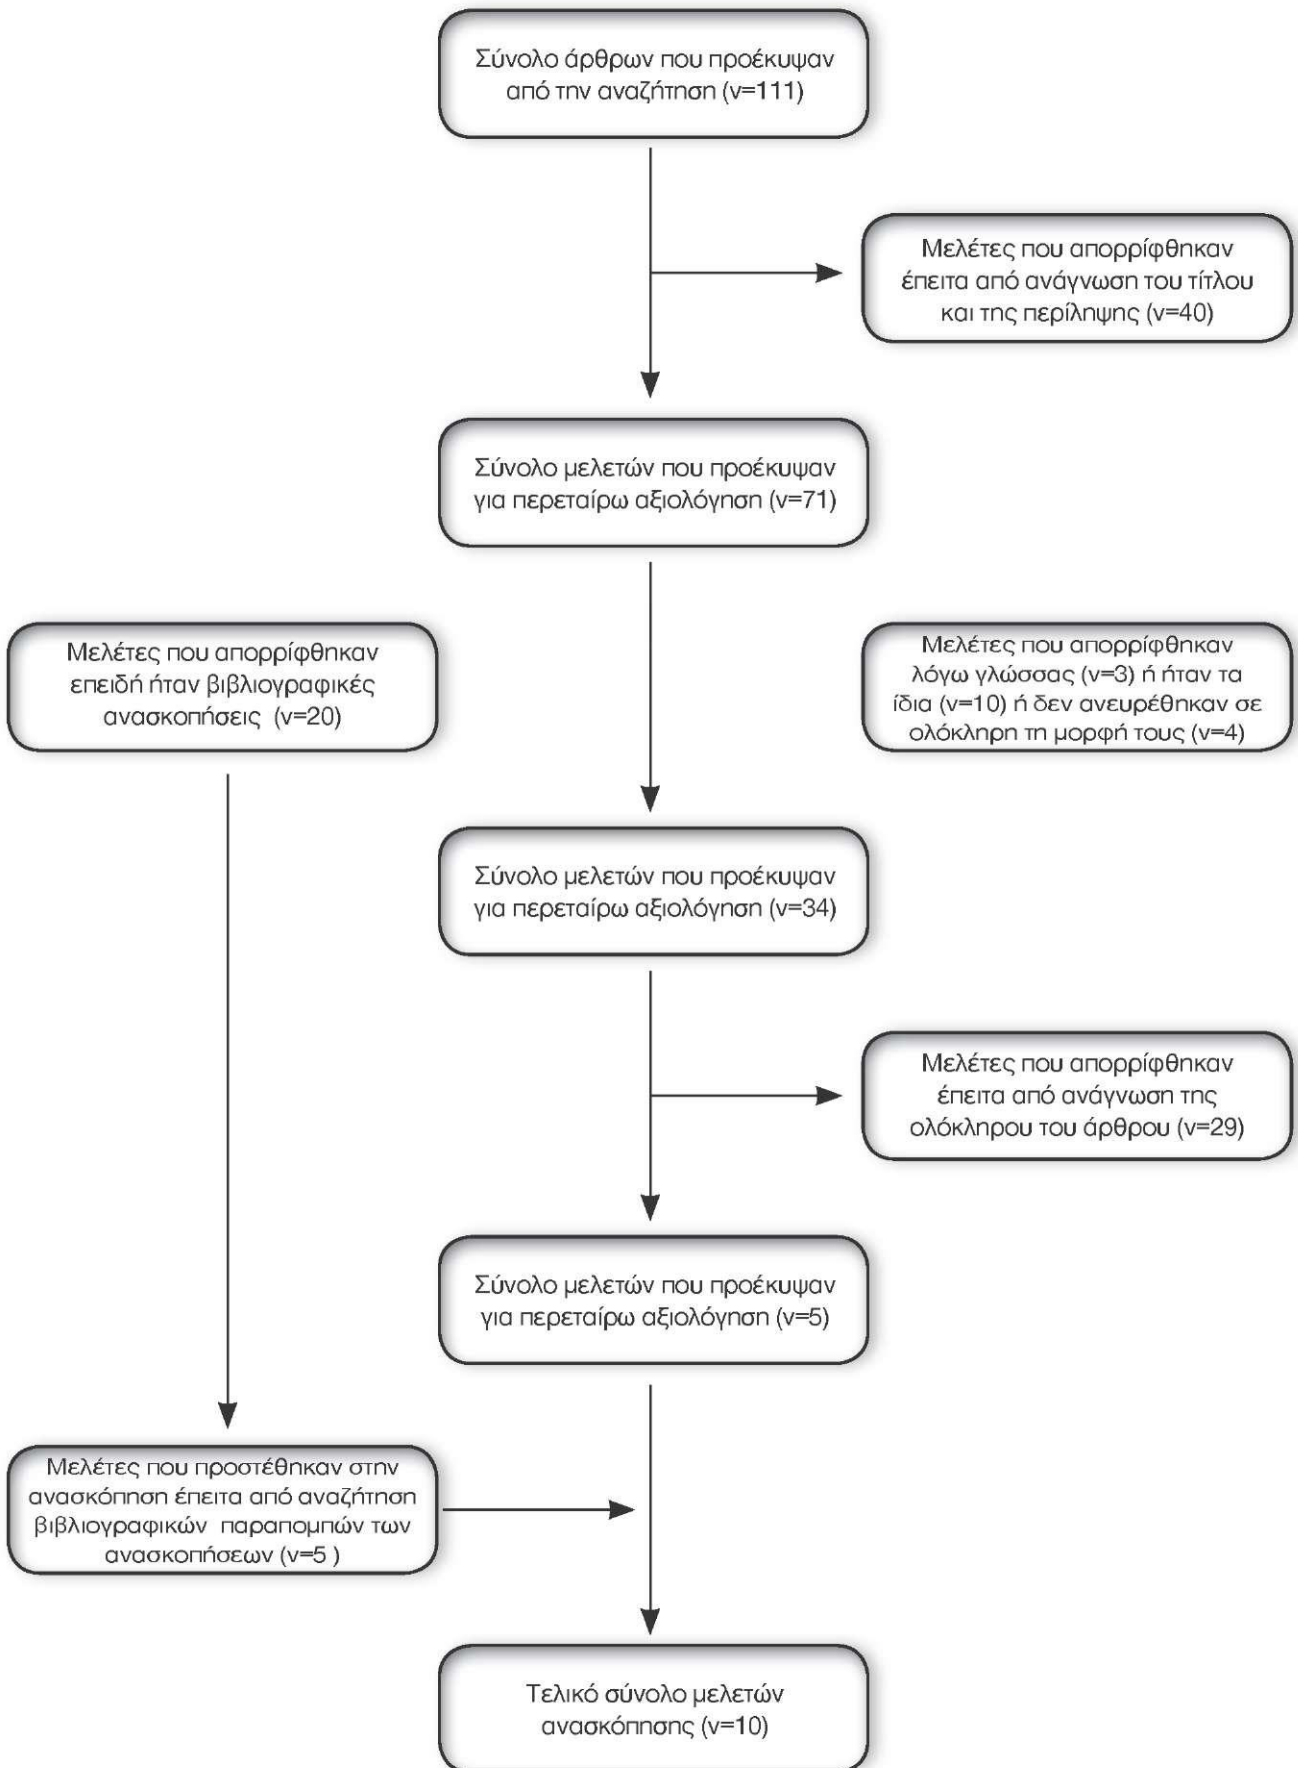 Σύνολο άρθρων που προέκυψαν
από την αναζήτηση (ν=111)
Μελέτες που απορρίφθηκαν
έπειτα από ανάγνωση του τίτλου
και της περίληψης (ν=40)
Σύνολο μελετών που προέκυψαν
για περεταίρω αξιολόγηση (ν=71)
Μελέτες που απορρίφθηκαν
επειδή ήταν βιβλιογραφικές
ανασκοπήσεις (ν=20)
Μελέτες που απορρίφθηκαν
λόγω γλώσσας (ν=3) ή ήταν τα
ίδια (ν=10) ή δεν ανευρέθηκαν σε
ολόκληρη τη μορφή τους (ν=4)
Σύνολο μελετών που προέκυψαν
για περεταίρω αξιολόγηση (ν=34)
Μελέτες που απορρίφθηκαν
έπειτα από ανάγνωση της
ολόκληρου του άρθρου (ν=29)
Σύνολο μελετών που προέκυψαν
για περεταίρω αξιολόγηση (ν=5)
Μελέτες που προστέθηκαν στην
ανασκόπηση έπειτα από αναζήτηση
βιβλιογραφικών παραπομπών των
ανασκοπήσεων (ν=5 )
Τελικό σύνολο μελετών
ανασκόπησης (ν=10)